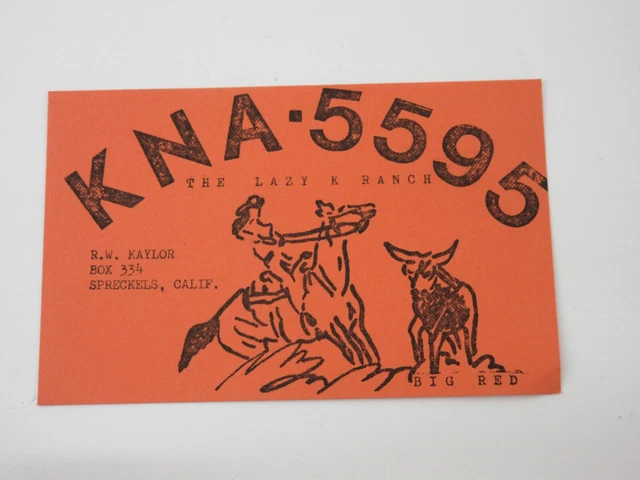 KNA-5595
THE LAZY K RANCH
R.W. KAYLOR
BOX 334
SPRECKELS, CALIF.
BIG RED